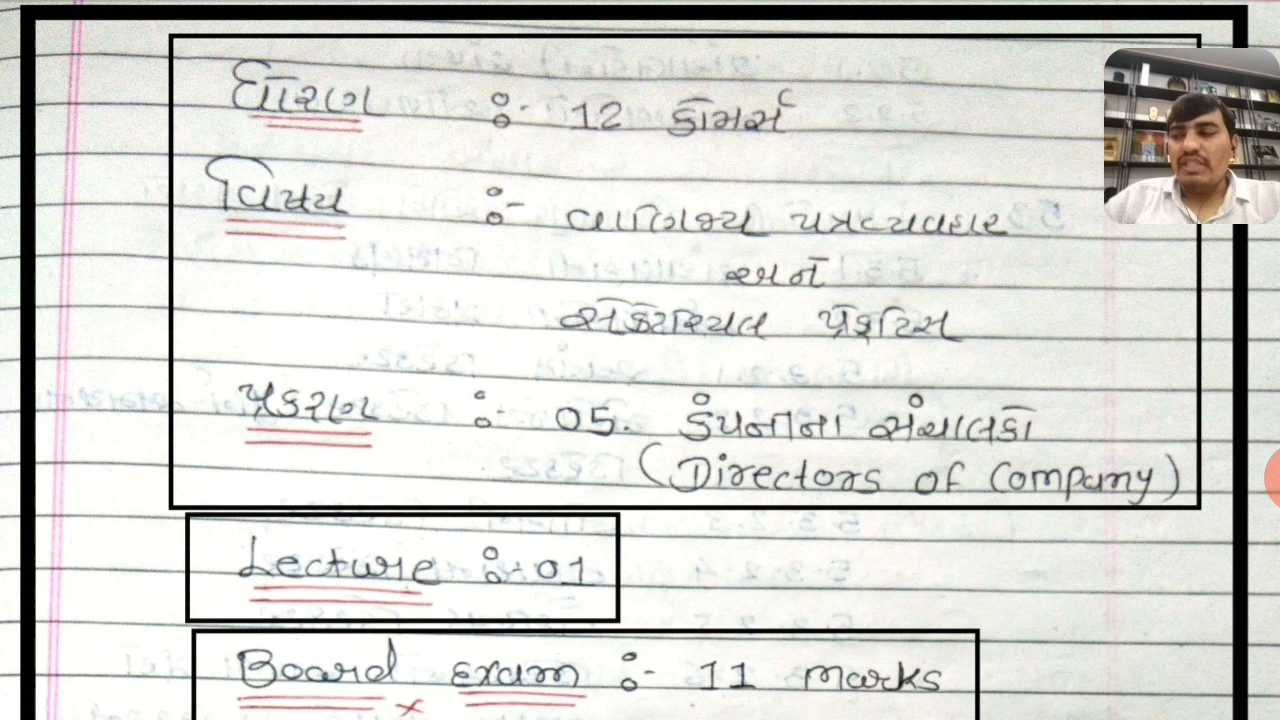 ધોરણ :- 12 કોમર્સ
વિષય :- વાણિજ્ય પત્રવ્યવહાર
અને
સેક્રેટરિયલ પ્રેક્ટિસ
પ્રકરણ :- 05. કંપનીના સંચાલકો
(Directors of Company)
Lecture :- 01
Board Exam :- 11 marks